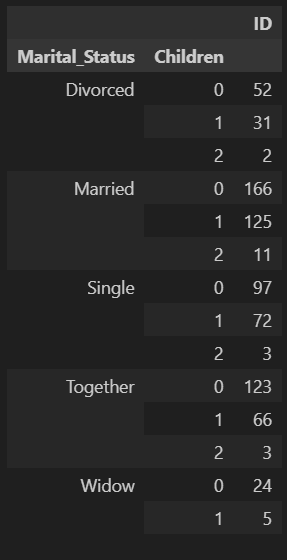 ID
Marital_Status Children
Divorced 0 52
1 31
2 2
Married 0 166
1 125
2 11
Single 0 97
1 72
2 3
Together 0 123
1 66
2 3
Widow 0 24
1 5